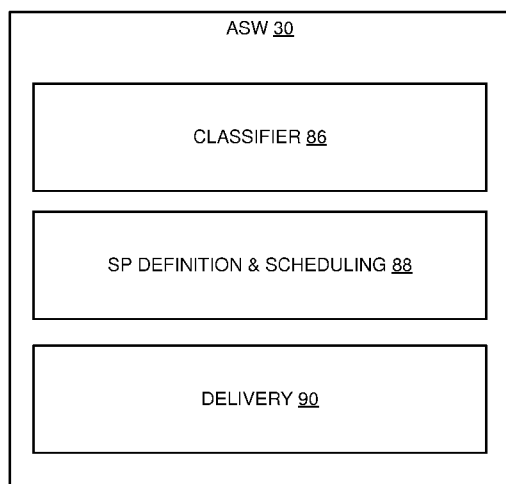 ASW 30
CLASSIFIER 86
SP DEFINITION & SCHEDULING 88
DELIVERY 90